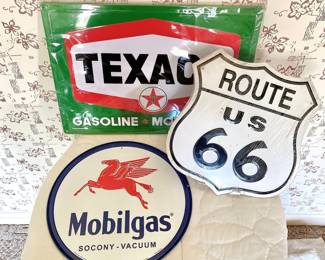 TEXAC
GASOLINE • MO
ROUTE
US
66
Mobilgas
SOCONY-VACUUM